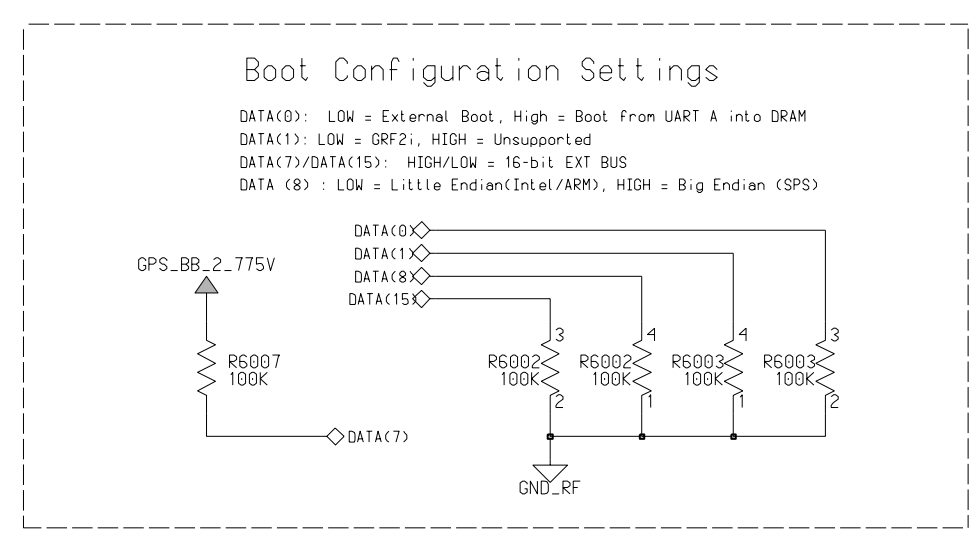 Boot Configuration Settings
DATA(0): LOW = External Boot, High = Boot from UART A into DRAM
DATA(1): LOW = GRF2i, HIGH = Unsupported
DATA(7)/DATA(15): HIGH/LOW = 16-bit EXT BUS
DATA (8) : LOW = Little Endian(Intel/ARM), HIGH = Big Endian (SPS)
DATA(0)
DATA(1)
GPS_BB_2_775V
DATA(8)
DATA(15)
3 4 4 3
R6007 R6002 R6002 R6003 R6003
100K 100K 100K 100K 100K
2 1 1 2
DATA(7)
GND_RF